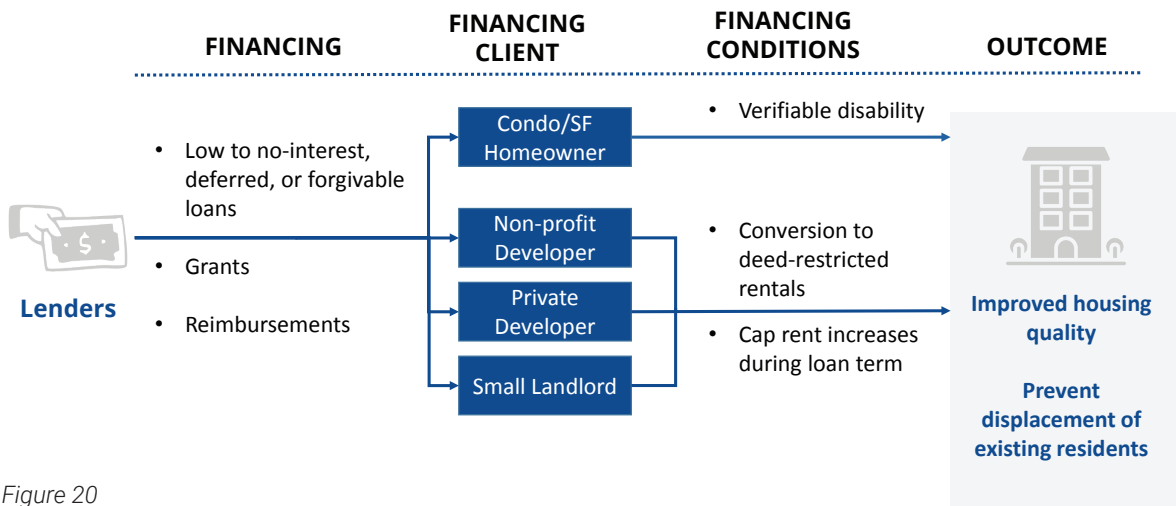 FINANCING
FINANCING
CLIENT
FINANCING
CONDITIONS
OUTCOME
Lenders
• Low to no-interest,
deferred, or forgivable
loans
• Grants
• Reimbursements
Condo/SF
Homeowner
Non-profit
Developer
Private
Developer
Small Landlord
• Verifiable disability
• Conversion to
deed-restricted
rentals
• Cap rent increases
during loan term
$
Improved housing
quality
Prevent
displacement of
existing residents
Figure 20